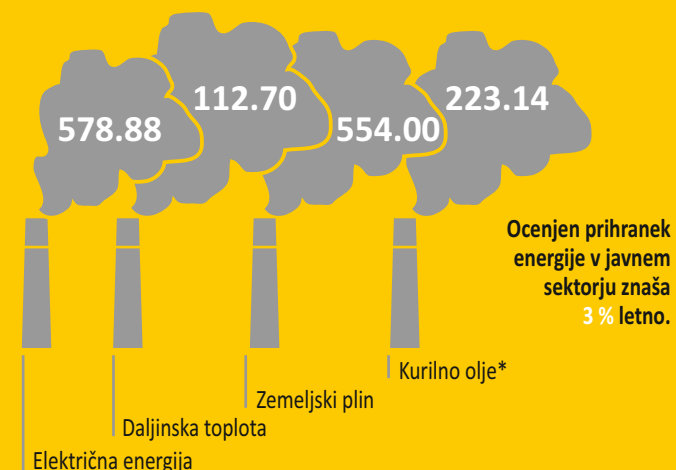 578.88
112.70
554.00
223.14
Ocenjen prihranek
energije v javnem
sektorju znaša
3 % letno.
Kurilno olje*
Zemeljski plin
Daljinska toplota
Električna energija